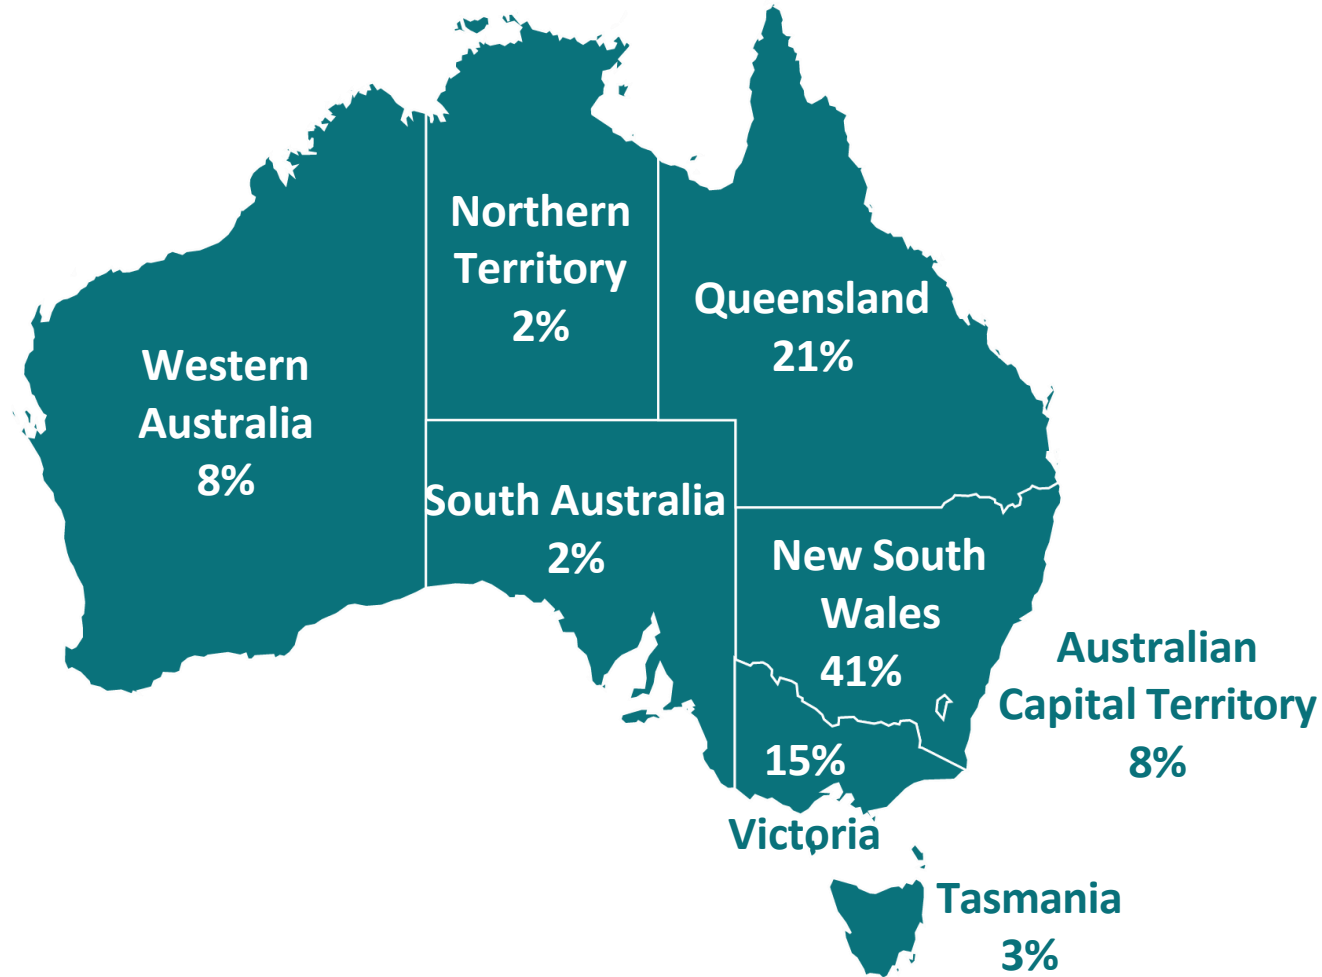 Northern
Territory
2%
Queensland
21%
Western
Australia
8%
South Australia
2%
New South
Wales
41%
Australian
Capital Territory
8%
15%
Victoria
Tasmania
3%